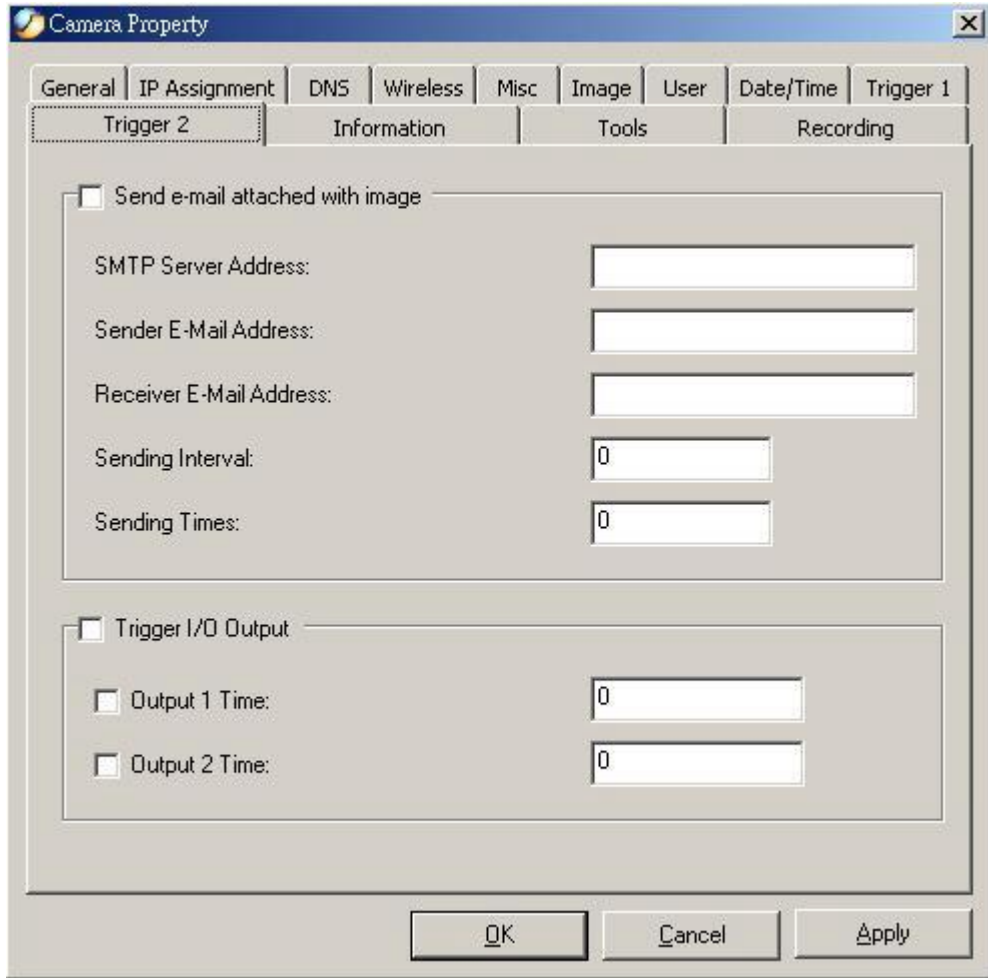 Camera Property
General IP Assignment DNS Wireless Misc Image User Date/Time Trigger 1
Trigger 2 Information Tools Recording
Send e-mail attached with image
SMTP Server Address:
Sender E-Mail Address:
Receiver E-Mail Address:
Sending Interval: 0
Sending Times: 0
Trigger I/O Output
Output 1 Time: 0
Output 2 Time: 0
OK Cancel Apply